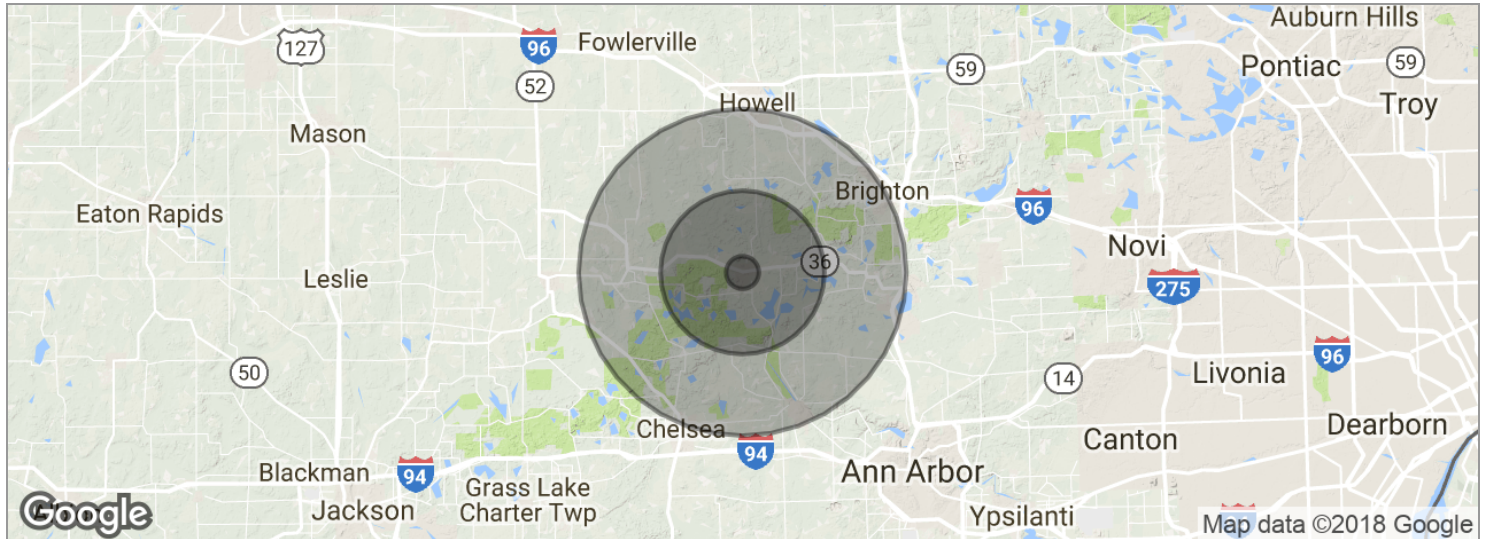 Auburn Hills
127
96
Fowlerville
59
Pontiac
59
52
Howell
Troy
Mason
Brighton
96
Eaton Rapids
Novi
36
Leslie
275
96
50
14
Livonia
Chelsea
Dearborn
94
Canton
Blackman
94
Ann Arbor
Grass Lake
Charter Twp
Jackson
Ypsilanti
Google
Map data ©2018 Google